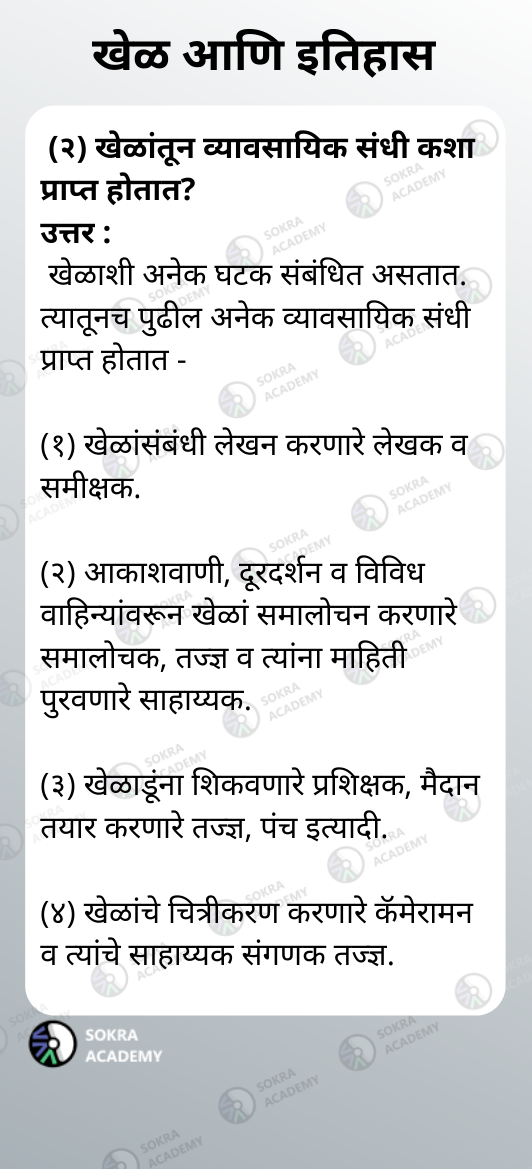 खेळ आणि इतिहास
(२) खेळांतून व्यावसायिक संधी कशा
प्राप्त होतात?
उत्तर :
खेळाशी अनेक घटक संबंधित असतात.
त्यातूनच पुढील अनेक व्यावसायिक संधी
प्राप्त होतात -
(१) खेळांसंबंधी लेखन करणारे लेखक व
समीक्षक.
(२) आकाशवाणी, दूरदर्शन व विविध
वाहिन्यांवरून खेळां समालोचन करणारे
समालोचक, तज्ज्ञ व त्यांना माहिती
पुरवणारे साहाय्यक.
(३) खेळाडूंना शिकवणारे प्रशिक्षक, मैदान
तयार करणारे तज्ज्ञ, पंच इत्यादी.
(४) खेळांचे चित्रीकरण करणारे कॅमेरामन
व त्यांचे साहाय्यक संगणक तज्ज्ञ.
SOKRA
ACADEMY